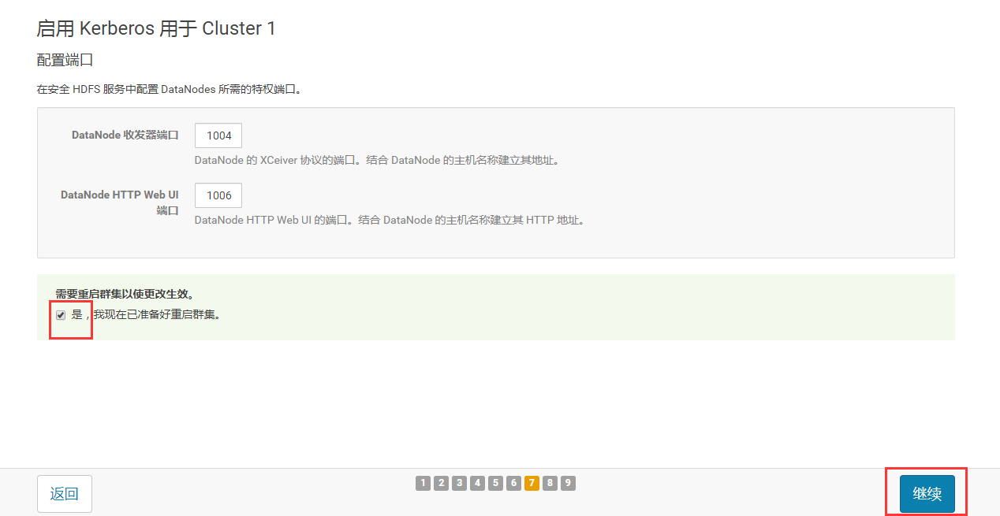 启用 Kerberos 用于 Cluster 1
配置端口
在安全 HDFS 服务中配置 DataNodes 所需的特权端口。
DataNode 收发器端口
1004
DataNode 的 XCeiver 协议的端口。结合 DataNode 的主机名称建立其地址。
DataNode HTTP Web UI
端口
1006
DataNode HTTP Web UI 的端口。结合 DataNode 的主机名称建立其 HTTP 地址。
需要重启群集以使更改生效。
是，我现在已准备好重启群集。
返回
1 2 3 4 5 6 7 8 9
继续